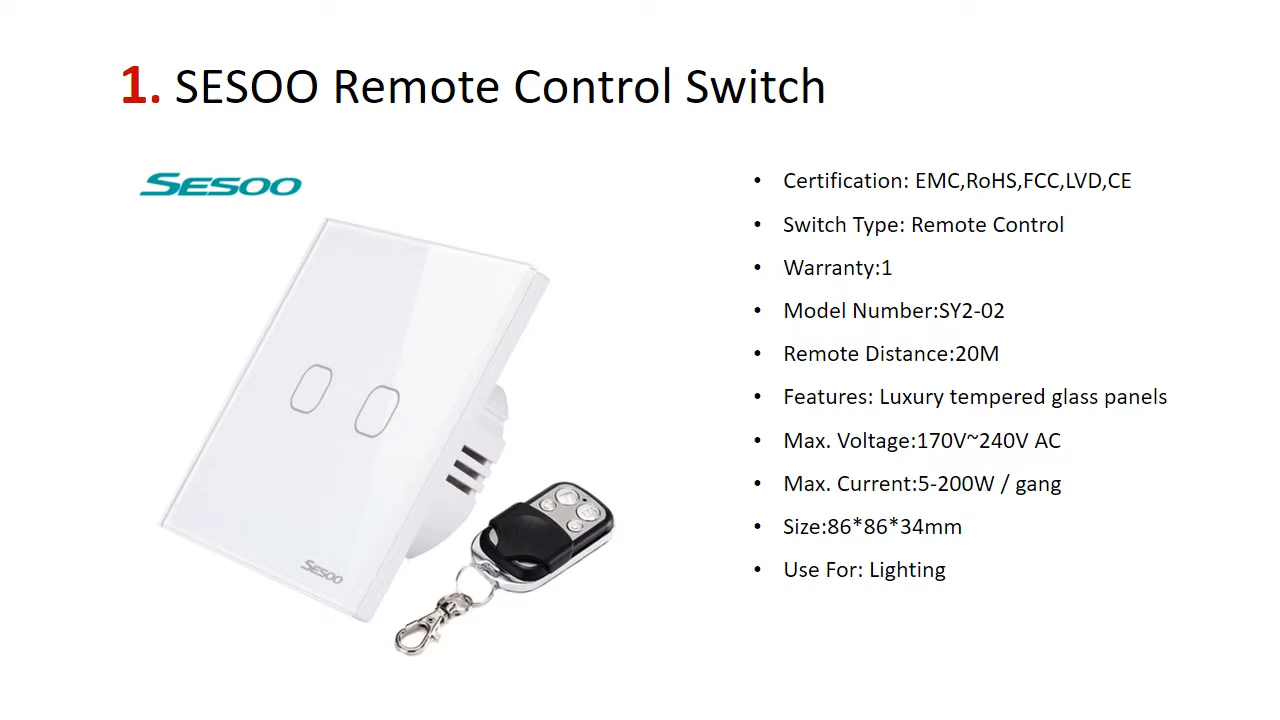 1. SESOO Remote Control Switch
SESOO
• Certification: EMC,RoHS,FCC,LVD,CE
• Switch Type: Remote Control
• Warranty:1
• Model Number:SY2-02
• Remote Distance:20M
• Features: Luxury tempered glass panels
• Max. Voltage:170V~240V AC
• Max. Current:5-200W / gang
• Size:86*86*34mm
• Use For: Lighting
SESOO